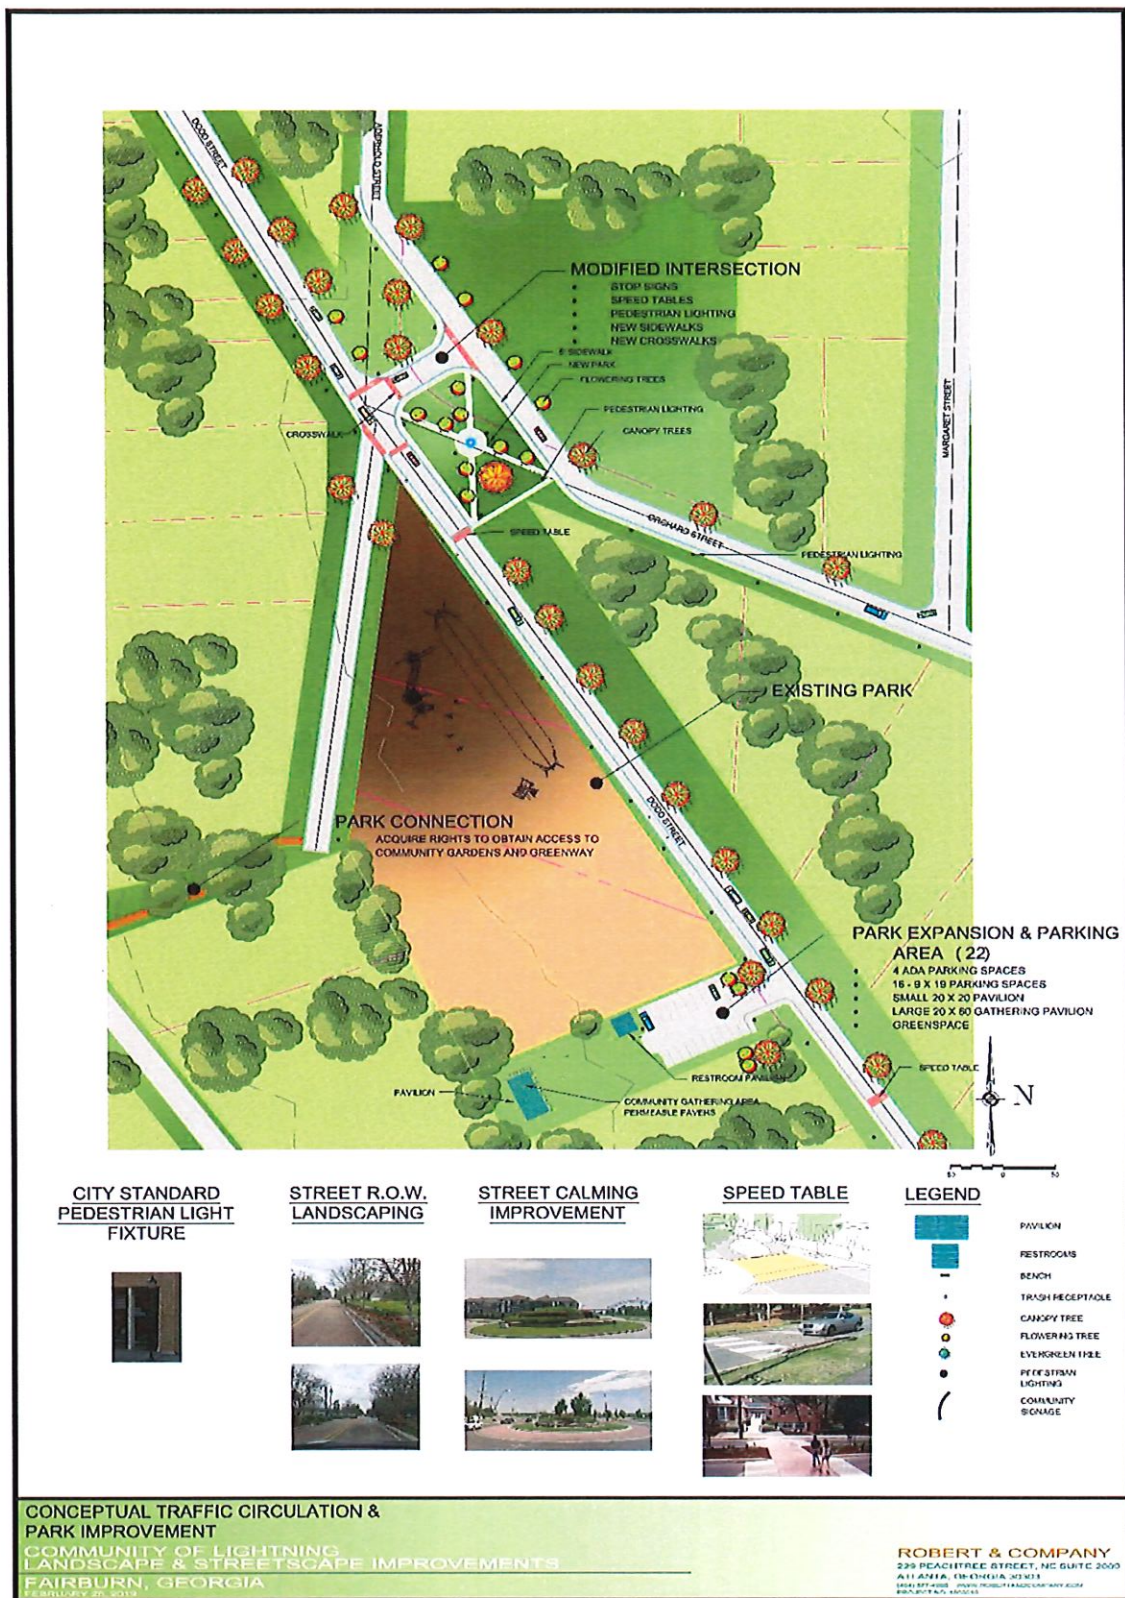 DODD STREET
ADERHOLD STREET
MODIFIED INTERSECTION
• STOP SIGNS
• SPEED TABLES
• PEDESTRIAN LIGHTING
• NEW SIDEWALKS
• NEW CROSSWALKS
SIDEWALK
NEW PARK
FLOWERING TREES
PEDESTRIAN LIGHTING
CANOPY TREES
CROSSWALK
MARGARET STREET
SPEED TABLE
ORCHARD STREET
PEDESTRIAN LIGHTING
EXISTING PARK
DODD STREET
PARK CONNECTION
ACQUIRE RIGHTS TO OBTAIN ACCESS TO
COMMUNITY GARDENS AND GREENWAY
PARK EXPANSION & PARKING
AREA (22)
• 4 ADA PARKING SPACES
• 16 - 9 X 19 PARKING SPACES
• SMALL 20 X 20 PAVILION
• LARGE 20 X 60 GATHERING PAVILION
• GREENSPACE
SPEED TABLE
RESTROOM PAVILION
PAVILION
COMMUNITY GATHERING AREA
PERMEABLE PAVERS
N
0
50
CITY STANDARD
PEDESTRIAN LIGHT
FIXTURE
STREET R.O.W.
LANDSCAPING
STREET CALMING
IMPROVEMENT
SPEED TABLE
LEGEND
PAVILION
RESTROOMS
BENCH
TRASH RECEPTACLE
CANOPY TREE
FLOWERING TREE
EVERGREEN TREE
PEDESTRIAN
LIGHTING
COMMUNITY
SIGNAGE
CONCEPTUAL TRAFFIC CIRCULATION &
PARK IMPROVEMENT
COMMUNITY OF LIGHTNING
LANDSCAPE & STREETSCAPE IMPROVEMENTS
FAIRBURN, GEORGIA
ROBERT & COMPANY
229 PEACHTREE STREET, NE SUITE 2000
ATLANTA, GEORGIA 30303